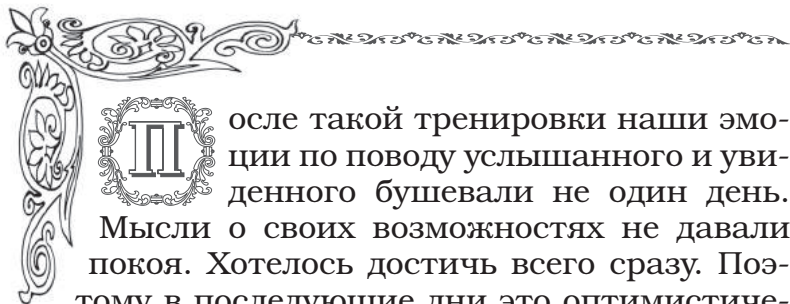 После такой тренировки наши эмо-
ции по поводу услышанного и уви-
денного бушевали не один день.
Мысли о своих возможностях не давали
покоя. Хотелось достичь всего сразу. Поэ-
тому в последующие дни это оптимистиче-